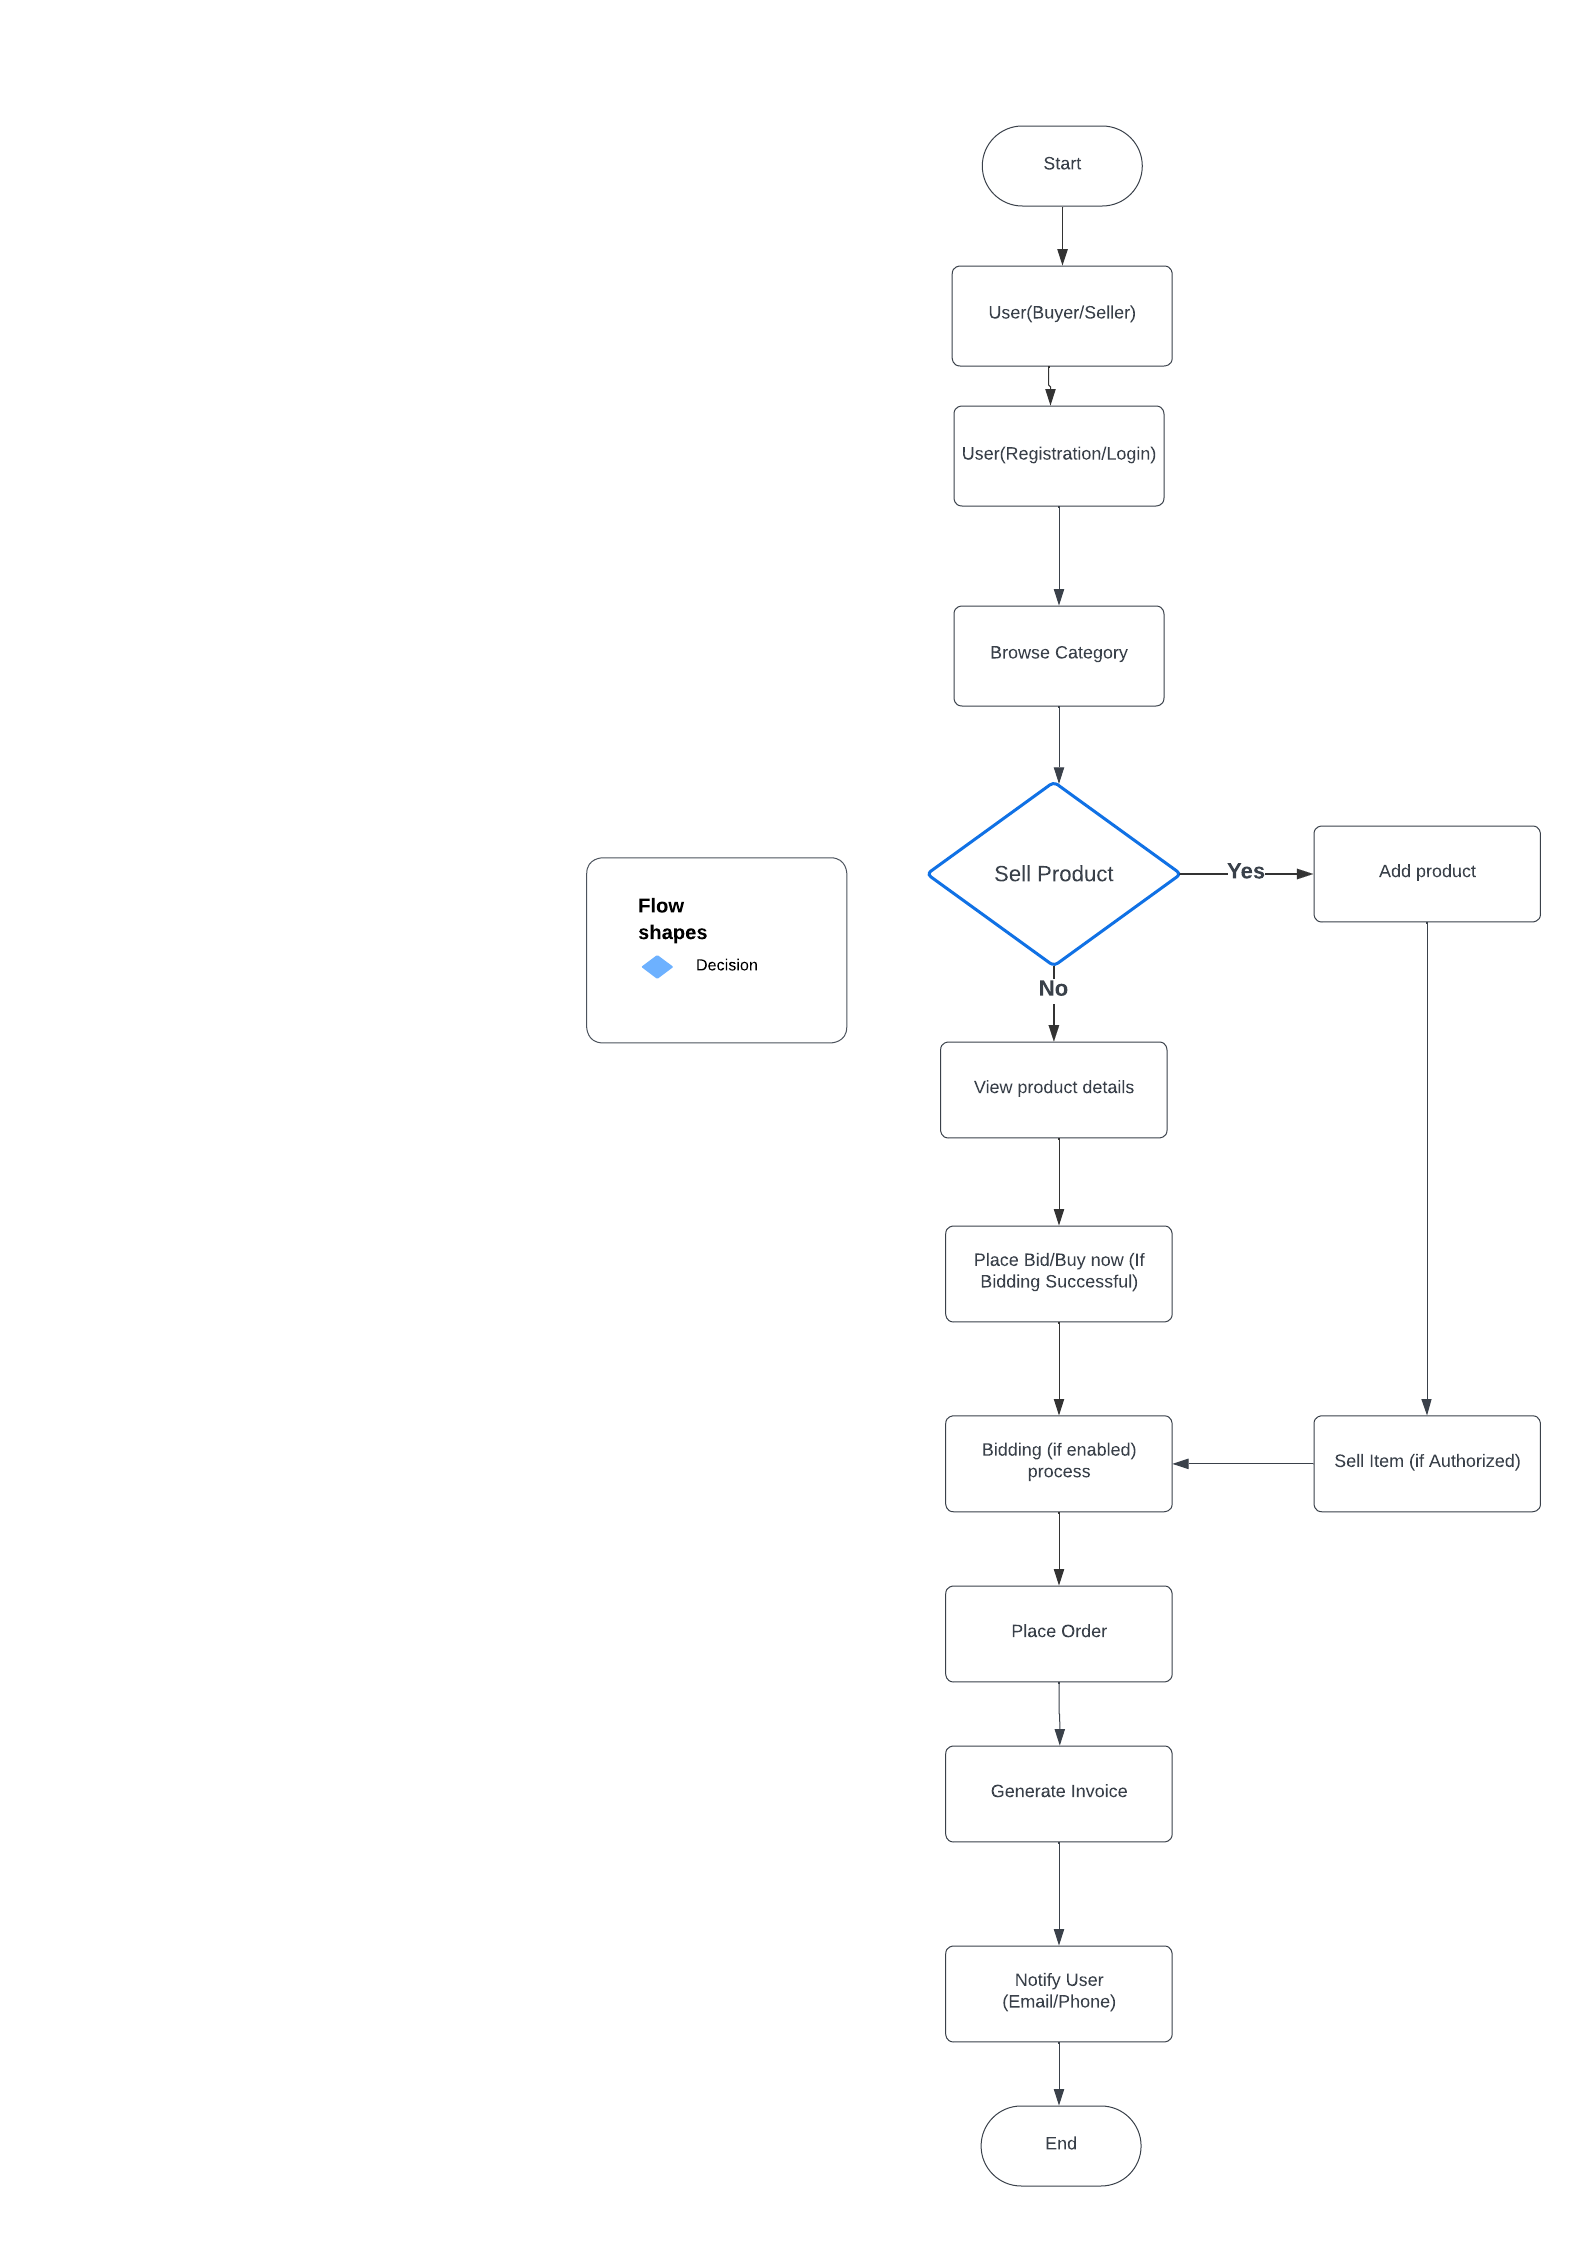 Start
User(Buyer/Seller)
User(Registration/Login)
Browse Category
Sell Product
Yes
Add product
Flow
shapes
Decision
No
View product details
Place Bid/Buy now (If
Bidding Successful)
Bidding (if enabled)
process
Sell Item (if Authorized)
Place Order
Generate Invoice
Notify User
(Email/Phone)
End